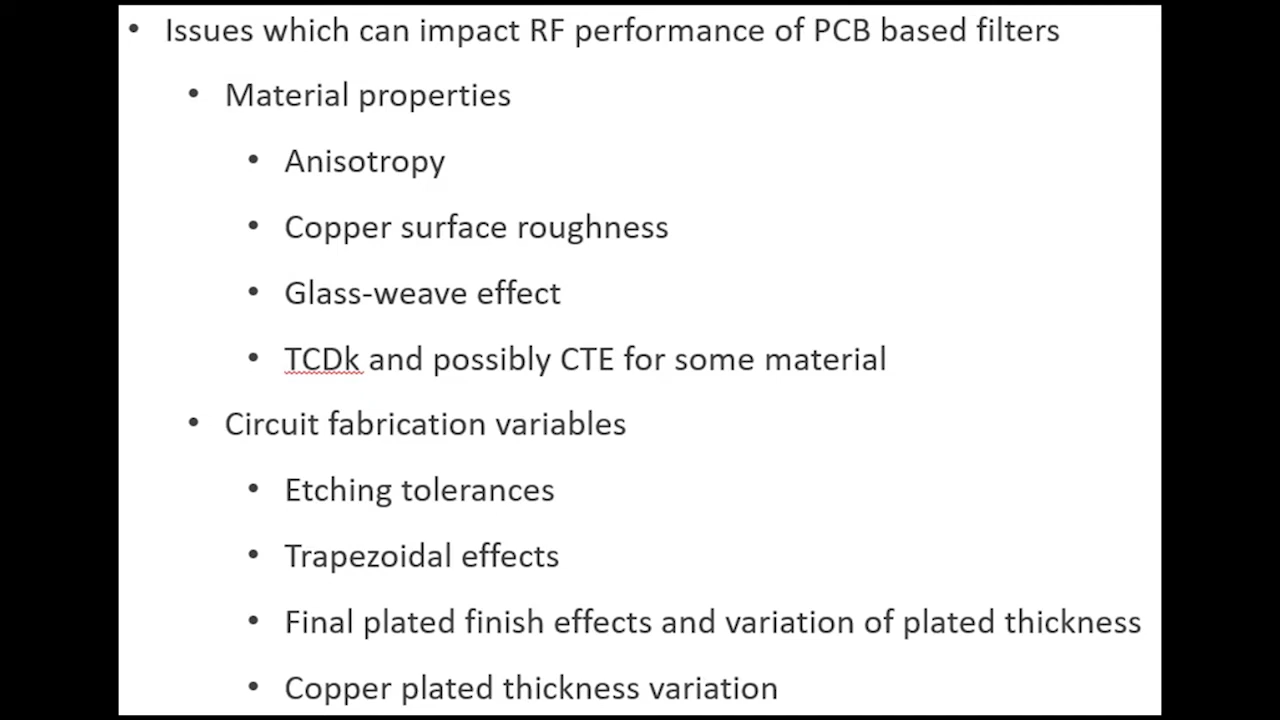 • Issues which can impact RF performance of PCB based filters
• Material properties
• Anisotropy
• Copper surface roughness
• Glass-weave effect
• TCDk and possibly CTE for some material
• Circuit fabrication variables
• Etching tolerances
• Trapezoidal effects
• Final plated finish effects and variation of plated thickness
• Copper plated thickness variation